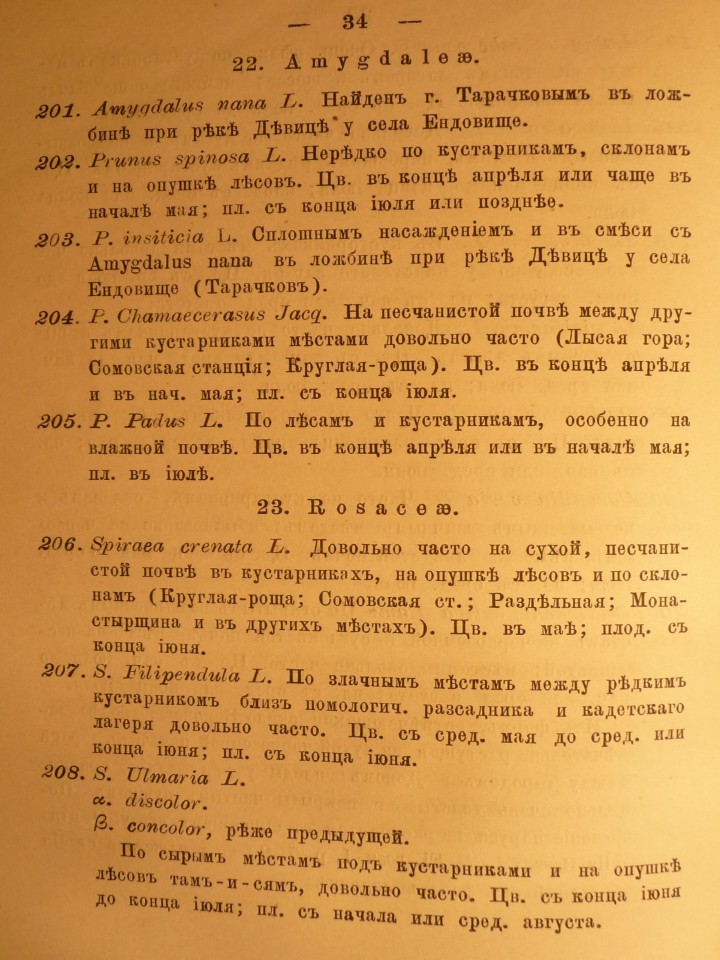 — 34 —
22. Amygdaleæ.
201. Amygdalus nana L. Найденъ г. Тарачковымъ въ лож-
бинѣ при рѣкѣ Дѣвицѣ у села Ендовище.
202. Prunus spinosa L. Нерѣдко по кустарникамъ, склонамъ
и на опушкѣ лѣсовъ. Цв. въ концѣ апрѣля или чаще въ
началѣ мая; пл. съ конца іюля или позднѣе.
203. P. insiticia L. Сплошнымъ насажденіемъ и въ смѣси съ
Amygdalus nana въ ложбинѣ при рѣкѣ Дѣвицѣ у села
Ендовище (Тарачковъ).
204. P. Chamaecerasus Jacq. На песчанистой почвѣ между дру-
гими кустарниками мѣстами довольно часто (Лысая гора;
Сомовская станція; Круглая-роща). Цв. въ концѣ апрѣля
и въ нач. мая; пл. съ конца іюля.
205. P. Padus L. По лѣсамъ и кустарникамъ, особенно на
влажной почвѣ. Цв. въ концѣ апрѣля или въ началѣ мая;
пл. въ іюлѣ.
23. Rosaceæ.
206. Spiraea crenata L. Довольно часто на сухой, песчани-
стой почвѣ въ кустарникахъ, на опушкѣ лѣсовъ и по скло-
намъ (Круглая-роща; Сомовская ст.; Раздѣльная; Мона-
стырщина и въ другихъ мѣстахъ). Цв. въ маѣ; плод. съ
конца іюня.
207. S. Filipendula L. По злачнымъ мѣстамъ между рѣдкимъ
кустарникомъ близъ помологич. разсадника и кадетскаго
лагеря довольно часто. Цв. съ сред. мая до сред. или
конца іюня; пл. съ конца іюня.
208. S. Ulmaria L.
α. discolor.
β. concolor, рѣже предыдущей.
По сырымъ мѣстамъ подъ кустарниками и на опушкѣ
лѣсовъ тамъ-и-сямъ, довольно часто. Цв. съ конца іюня
до конца іюля; пл. съ начала или сред. августа.